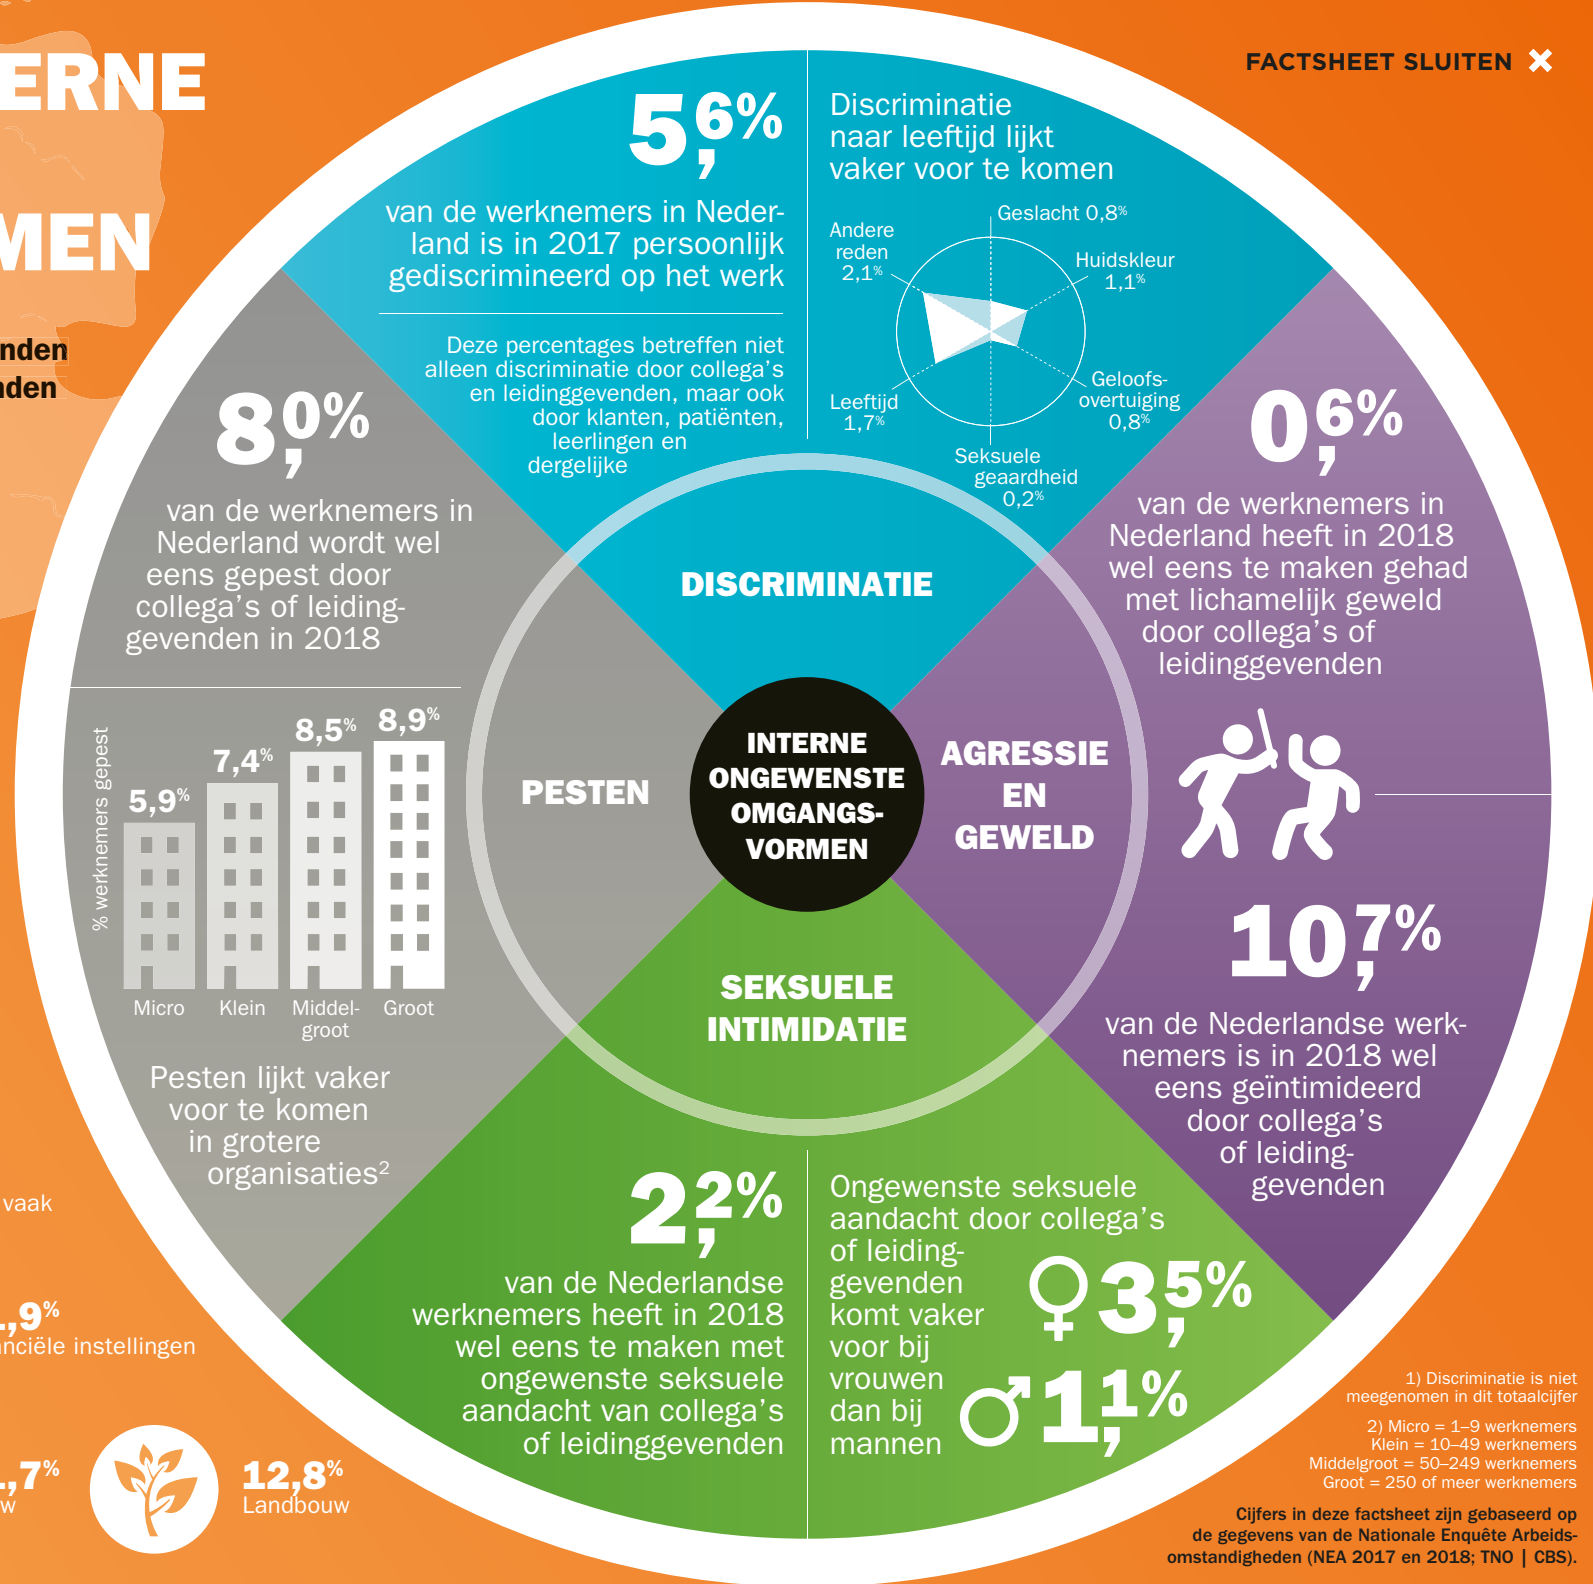 ERNE
MEN
FACTSHEET SLUITEN
5,6%
van de werknemers in Neder-
land is in 2017 persoonlijk
gediscrimineerd op het werk
Deze percentages betreffen niet
alleen discriminatie door collega's
en leidinggevenden, maar ook
door klanten, patiënten,
leerlingen en
dergelijke
Discriminatie
naar leeftijd lijkt
vaker voor te komen
Geslacht 0,8%
Andere
reden
2,1%
Huidskleur
1,1%
Geloofs-
overtuiging
0,8%
Leeftijd
1,7%
Seksuele
geaardheid
0,2%
nden
nden
8,0%
van de werknemers in
Nederland wordt wel
eens gepest door
collega's of leiding-
gevenden in 2018
% werknemers gepest
5,9%
7,4%
8,5%
8,9%
Micro
Klein
Middel-
groot
Groot
Pesten lijkt vaker
voor te komen
in grotere
organisaties2
DISCRIMINATIE
PESTEN
INTERNE
ONGEWENSTE
OMGANGS-
VORMEN
AGRESSIE
EN
GEWELD
SEKSUELE
INTIMIDATIE
0,6%
van de werknemers in
Nederland heeft in 2018
wel eens te maken gehad
met lichamelijk geweld
door collega's of
leidinggevenden
10,7%
van de Nederlandse werk-
nemers is in 2018 wel
eens geïntimideerd
door collega's
of leiding-
gevenden
2,2%
van de Nederlandse
werknemers heeft in 2018
wel eens te maken met
ongewenste seksuele
aandacht van collega's
of leidinggevenden
Ongewenste seksuele
aandacht door collega's
of leiding-
gevenden
komt vaker
voor bij
vrouwen
dan bij
mannen
♀ 3,5%
♂ 1,1%
vaak
,9%
nciële instellingen
,7%
w
12,8%
Landbouw
1) Discriminatie is niet
meegenomen in dit totaalcijfer
2) Micro = 1–9 werknemers
Klein = 10–49 werknemers
Middelgroot = 50–249 werknemers
Groot = 250 of meer werknemers
Cijfers in deze factsheet zijn gebaseerd op
de gegevens van de Nationale Enquête Arbeids-
omstandigheden (NEA 2017 en 2018; TNO | CBS).